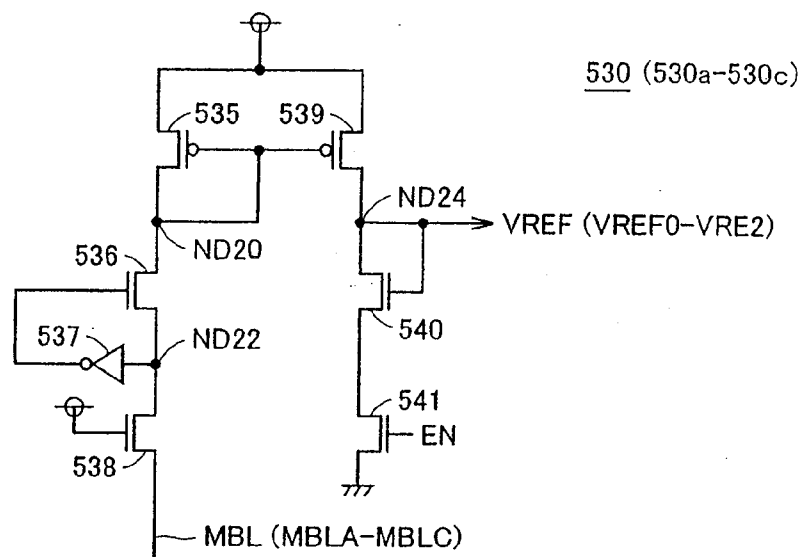 530 (530a-530c)
535
539
ND24
VREF (VREF0-VRE2)
ND20
536
540
537
ND22
541
EN
538
MBL (MBLA-MBLC)